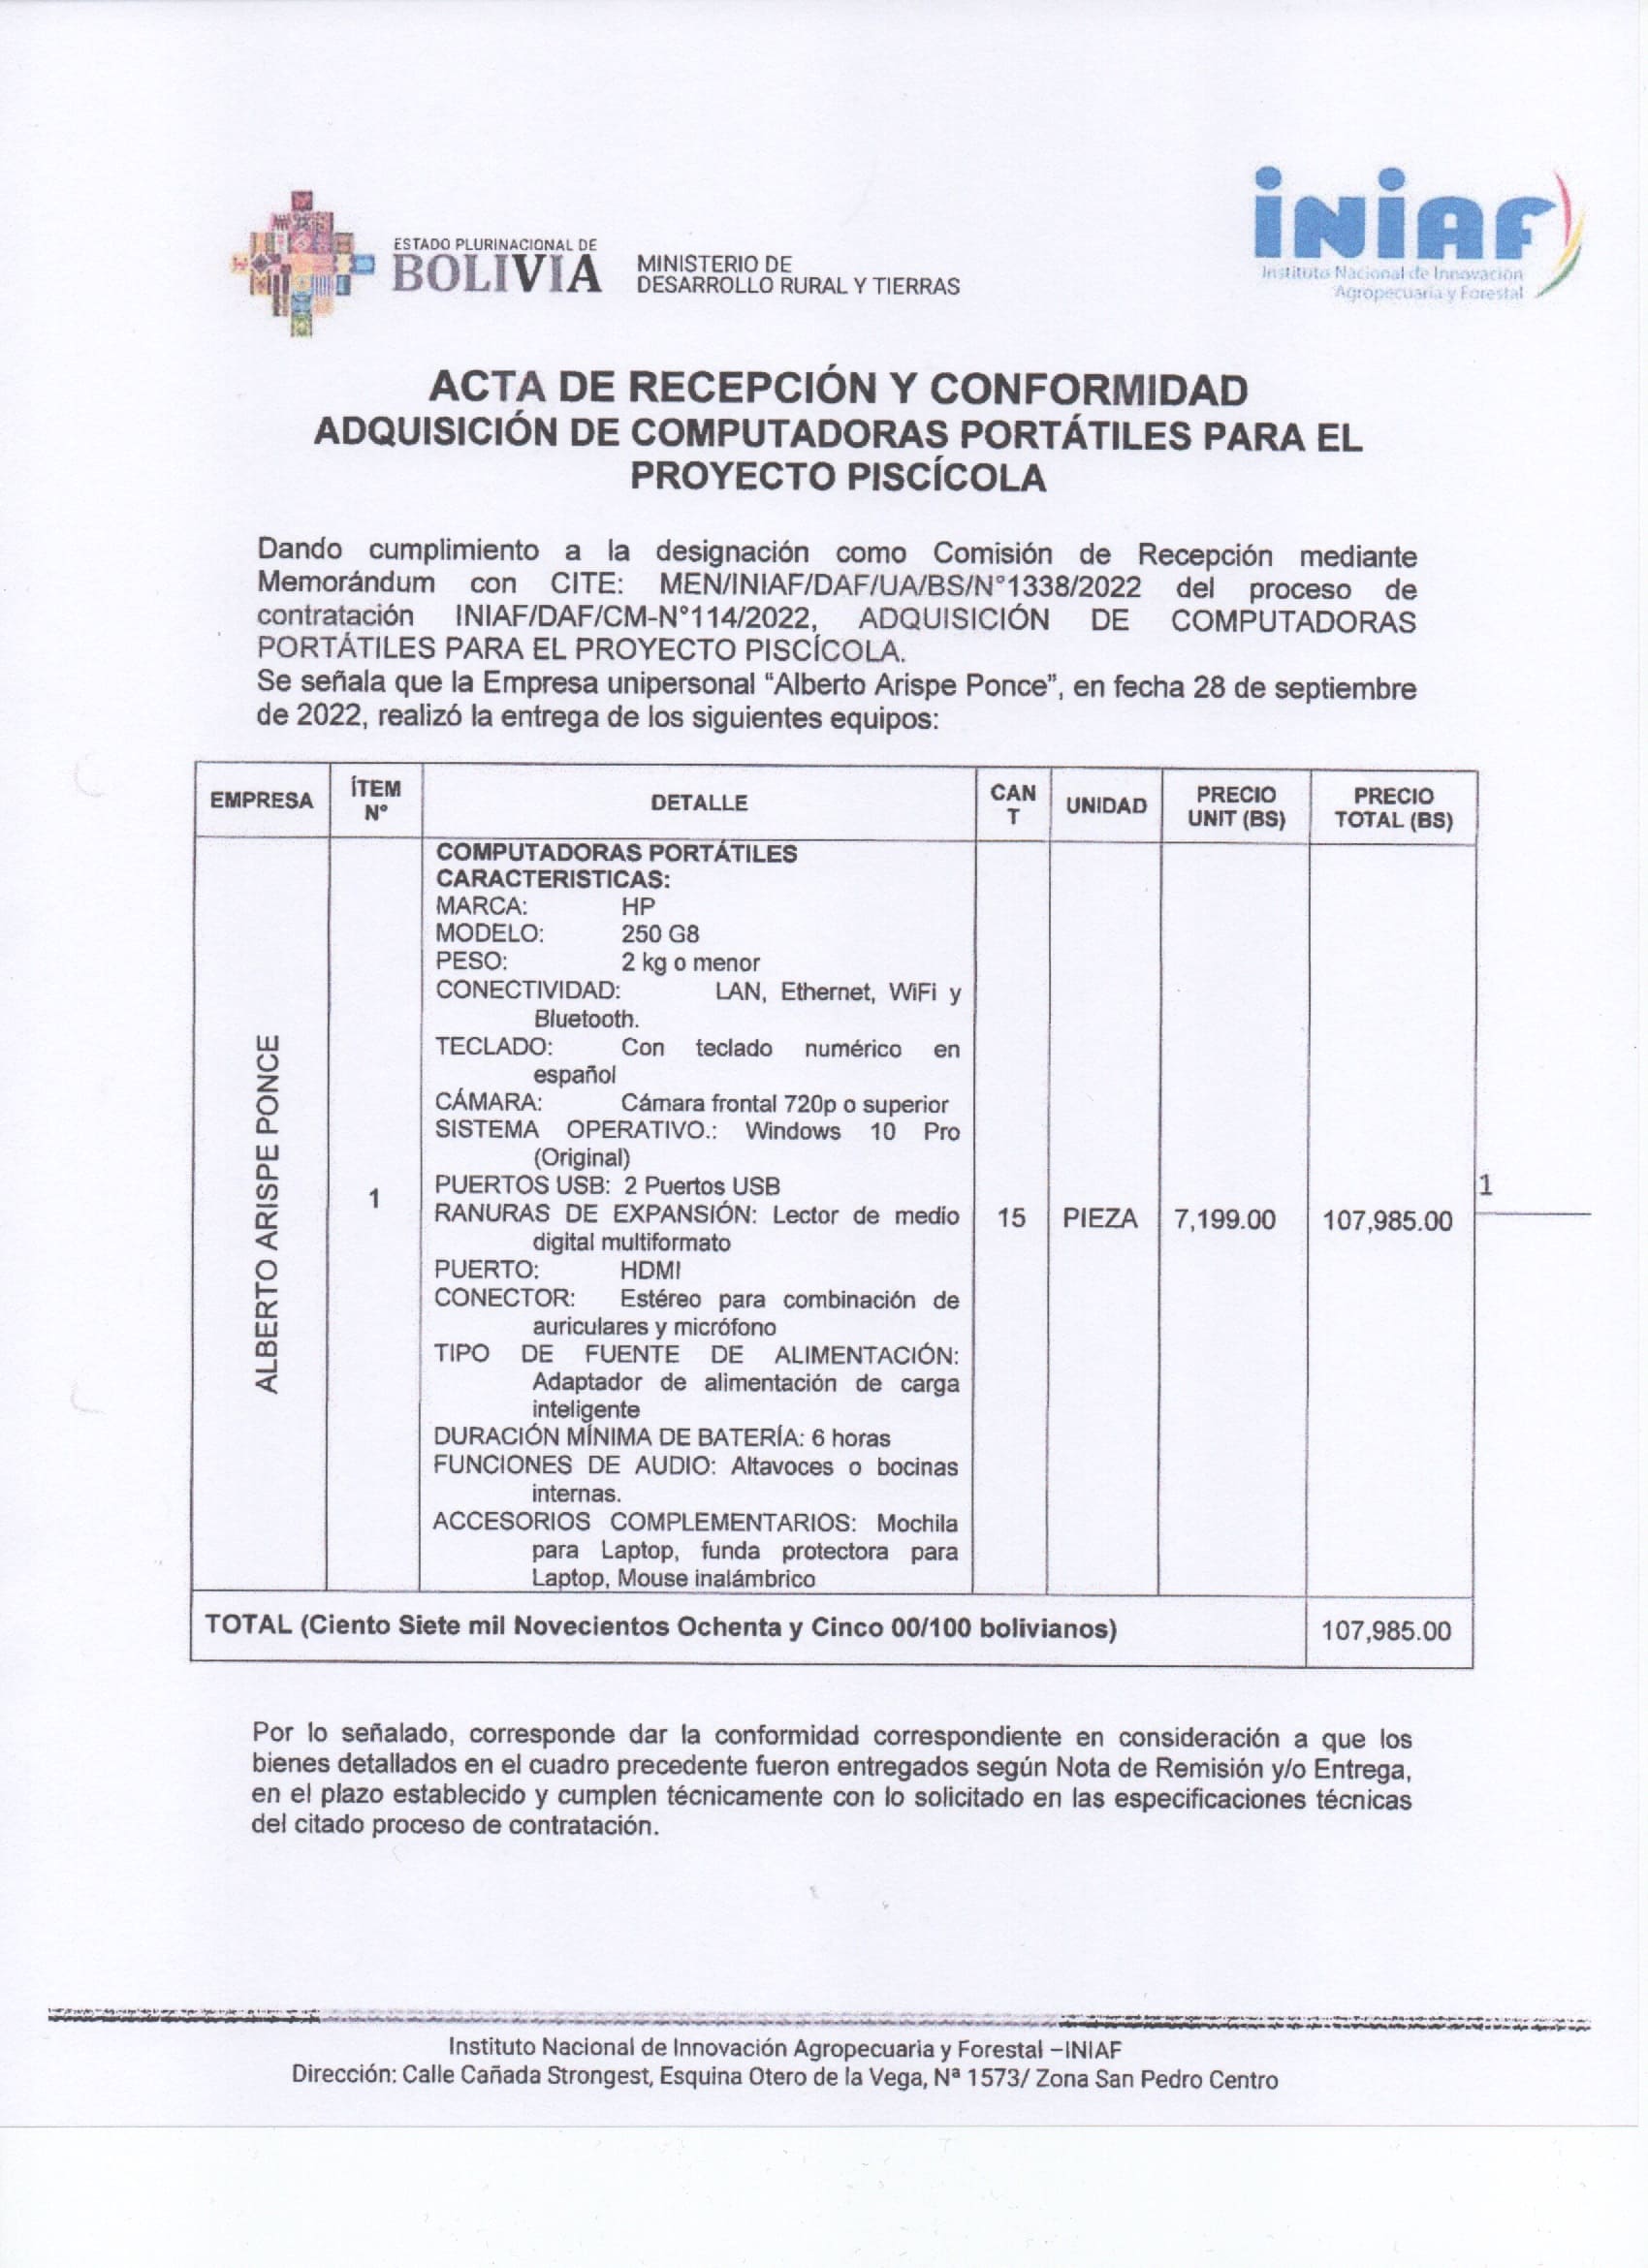 ESTADO PLURINACIONAL DE
BOLIVIA
MINISTERIO DE
DESARROLLO RURAL Y TIERRAS
iNiAF
Instituto Nacional de Innovación
Agropecuaria y Forestal
ACTA DE RECEPCIÓN Y CONFORMIDAD
ADQUISICIÓN DE COMPUTADORAS PORTÁTILES PARA EL
PROYECTO PISCÍCOLA
Dando cumplimiento a la designación como Comisión de Recepción mediante
Memorándum con CITE: MEN/INIAF/DAF/UA/BS/N°1338/2022 del proceso de
contratación INIAF/DAF/CM-N°114/2022, ADQUISICIÓN DE COMPUTADORAS
PORTÁTILES PARA EL PROYECTO PISCÍCOLA.
Se señala que la Empresa unipersonal “Alberto Arispe Ponce”, en fecha 28 de septiembre
de 2022, realizó la entrega de los siguientes equipos:
EMPRESA
ÍTEM
N°
DETALLE
CAN
T
UNIDAD
PRECIO
UNIT (BS)
PRECIO
TOTAL (BS)
ALBERTO ARISPE PONCE
1
COMPUTADORAS PORTÁTILES
CARACTERISTICAS:
MARCA: HP
MODELO: 250 G8
PESO: 2 kg o menor
CONECTIVIDAD: LAN, Ethernet, WiFi y
Bluetooth.
TECLADO: Con teclado numérico en
español
CÁMARA: Cámara frontal 720p o superior
SISTEMA OPERATIVO.: Windows 10 Pro
(Original)
PUERTOS USB: 2 Puertos USB
RANURAS DE EXPANSIÓN: Lector de medio
digital multiformato
PUERTO: HDMI
CONECTOR: Estéreo para combinación de
auriculares y micrófono
TIPO DE FUENTE DE ALIMENTACIÓN:
Adaptador de alimentación de carga
inteligente
DURACIÓN MÍNIMA DE BATERÍA: 6 horas
FUNCIONES DE AUDIO: Altavoces o bocinas
internas.
ACCESORIOS COMPLEMENTARIOS: Mochila
para Laptop, funda protectora para
Laptop, Mouse inalámbrico
15
PIEZA
7,199.00
107,985.00
1
TOTAL (Ciento Siete mil Novecientos Ochenta y Cinco 00/100 bolivianos)
107,985.00
Por lo señalado, corresponde dar la conformidad correspondiente en consideración a que los
bienes detallados en el cuadro precedente fueron entregados según Nota de Remisión y/o Entrega,
en el plazo establecido y cumplen técnicamente con lo solicitado en las especificaciones técnicas
del citado proceso de contratación.
Instituto Nacional de Innovación Agropecuaria y Forestal –INIAF
Dirección: Calle Cañada Strongest, Esquina Otero de la Vega, Nª 1573/ Zona San Pedro Centro